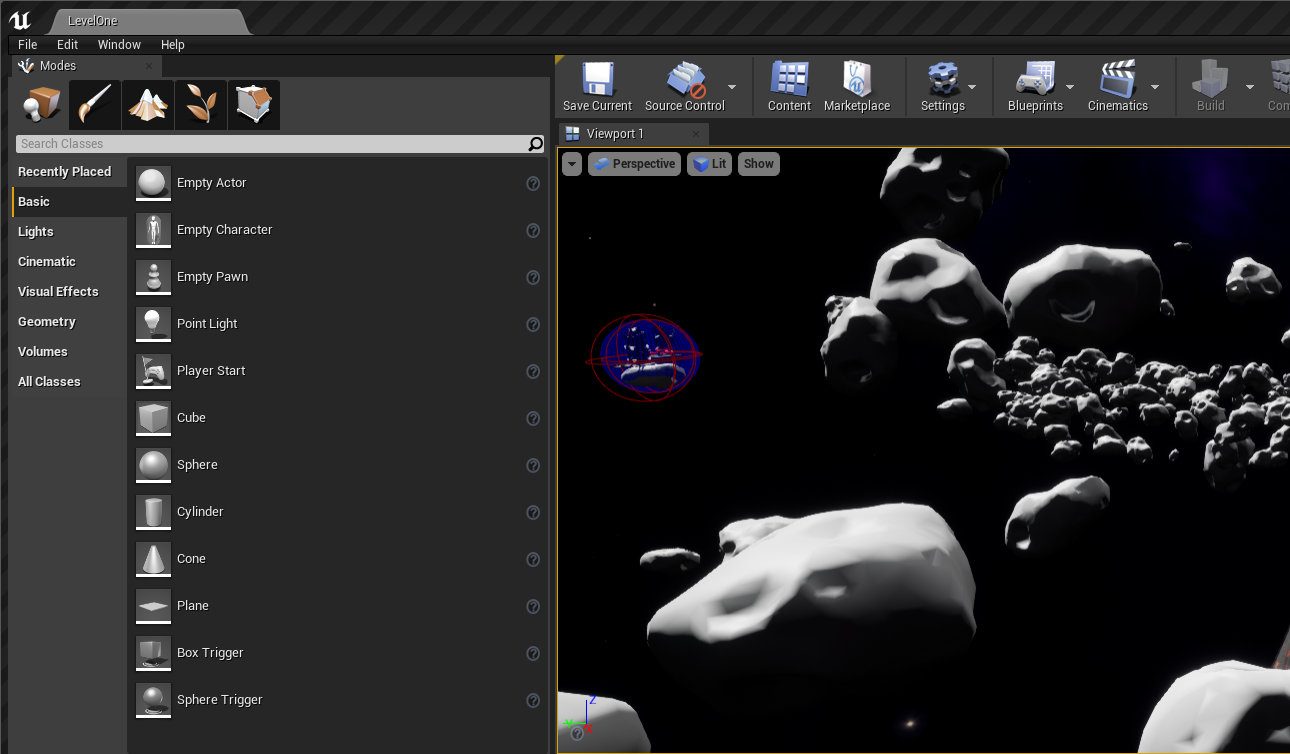 LevelOne
File Edit Window Help
Modes
Search Classes
Recently Placed
Basic
Lights
Cinematic
Visual Effects
Geometry
Volumes
All Classes
Empty Actor
Empty Character
Empty Pawn
Point Light
Player Start
Cube
Sphere
Cylinder
Cone
Plane
Box Trigger
Sphere Trigger
Save Current Source Control Content Marketplace Settings Blueprints Cinematics Build
Viewport 1
Perspective Lit Show
Z
Y X